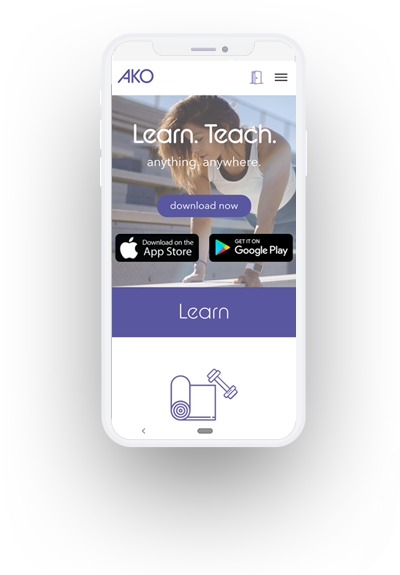 AKO
Learn. Teach.
anything, anywhere.
download now
Download on the
App Store
GET IT ON
Google Play
Learn